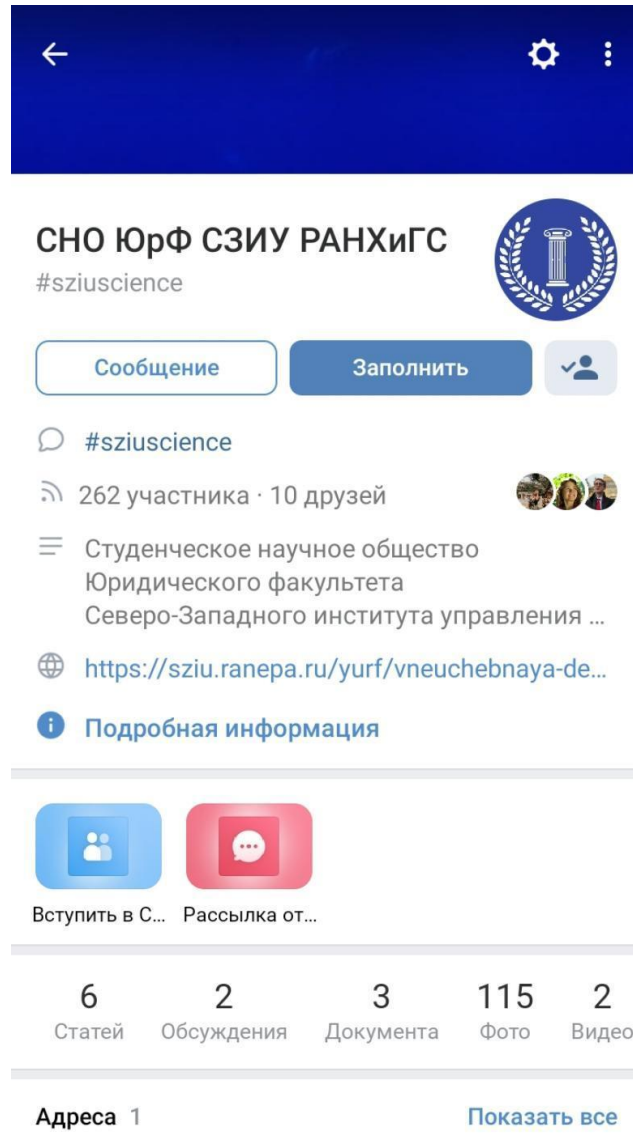 СНО ЮрФ СЗИУ РАНХиГС
#sziuscience
Сообщение
Заполнить
#sziuscience
262 участника · 10 друзей
Студенческое научное общество
Юридического факультета
Северо-Западного института управления ...
https://sziu.ranepa.ru/yurf/vneuchebnaya-de...
Подробная информация
Вступить в С... Рассылка от...
6 2 3 115 2
Статей Обсуждения Документа Фото Видео
Адреса 1 Показать все